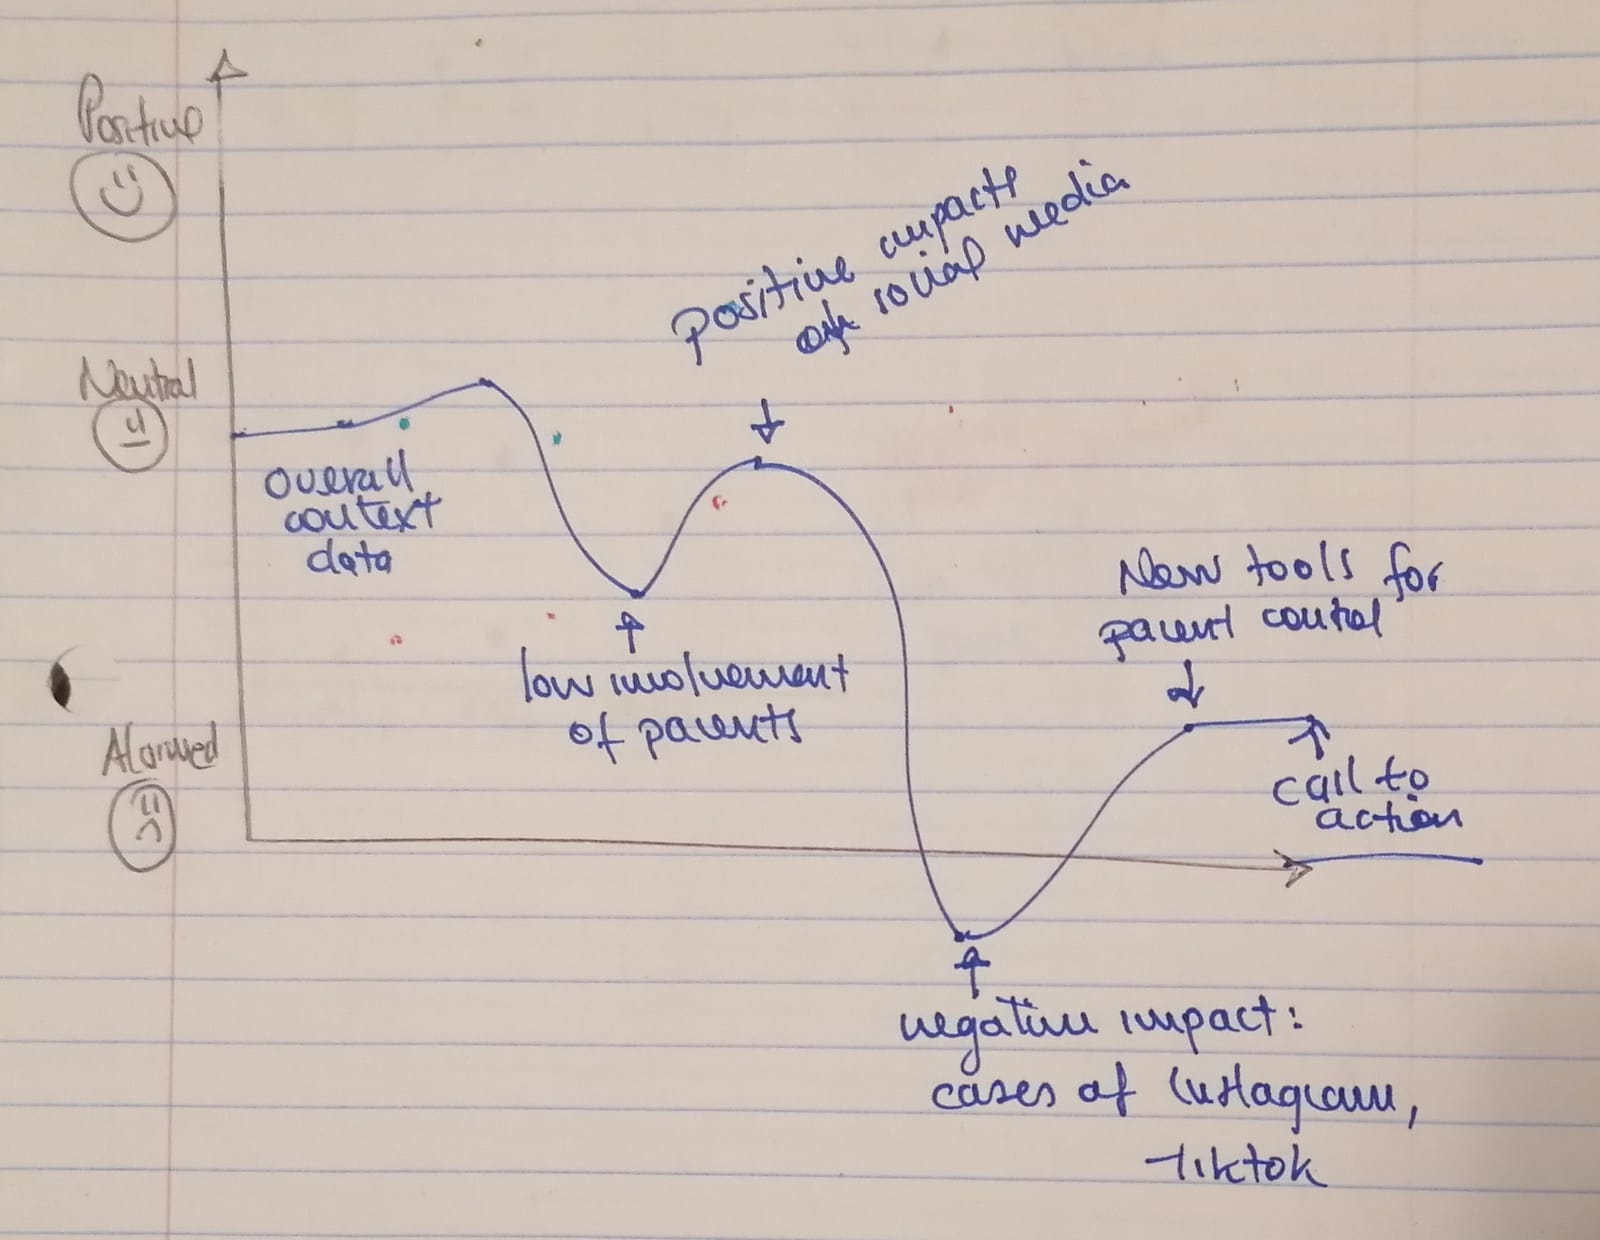 Positive
positive impacts
of social media
Neutral
overall
context
data
New tools for
parent control
low involvement
of parents
Alarmed
call to
action
negative impact:
cases of Instagram,
tiktok